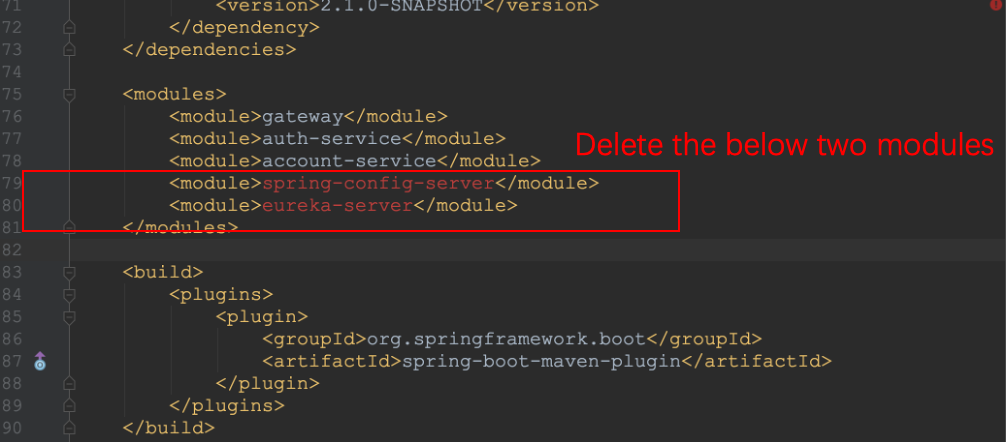 71 <version>2.1.0-SNAPSHOT</version>
72 </dependency>
73 </dependencies>
74
75 <modules>
76 <module>gateway</module>
77 <module>auth-service</module>
Delete the below two modules
78 <module>account-service</module>
79 <module>spring-config-server</module>
80 <module>eureka-server</module>
81 </modules>
82
83 <build>
84 <plugins>
85 <plugin>
86 <groupId>org.springframework.boot</groupId>
87 <artifactId>spring-boot-maven-plugin</artifactId>
88 </plugin>
89 </plugins>
90 </build>